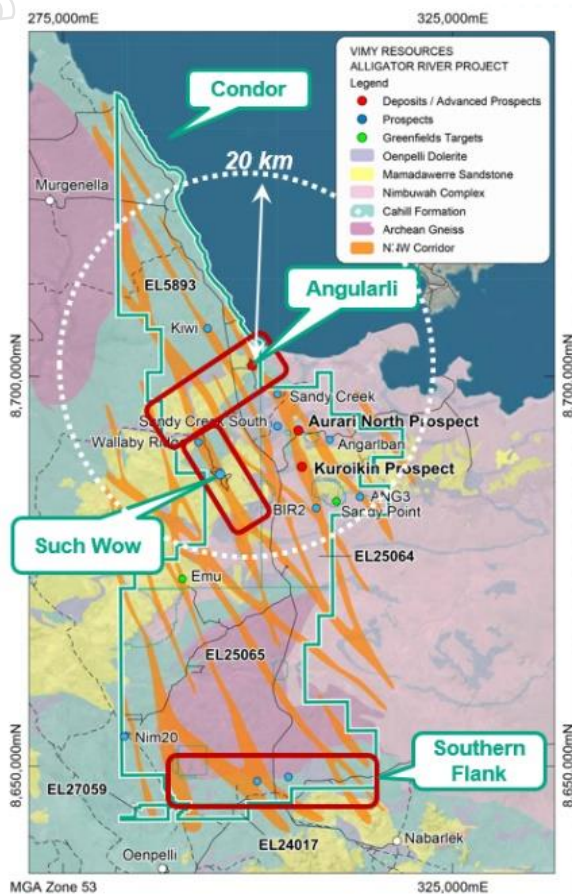 275,000mE
325,000mE
VIMY RESOURCES
ALLIGATOR RIVER PROJECT
Legend
Deposits / Advanced Prospects
Prospects
Greenfields Targets
Oenpelli Dolerite
Mamadawerre Sandstone
Nimbuwah Complex
Cahill Formation
Archean Gneiss
NNW Corridor
Condor
20 km
Murgenella
EL5893
Angularli
Kiwi
8,700,000mN
8,700,000mN
Sandy Creek
Sandy Creek South
Aurari North Prospect
Wallaby Ridge
Angarlban
Kuroikin Prospect
ANG3
BIR2
Sandy Point
Such Wow
EL25064
Emu
EL25065
Nim20
Southern
Flank
8,650,000mN
8,650,000mN
EL27059
EL24017
Nabarlek
Oenpelli
MGA Zone 53
325,000mE